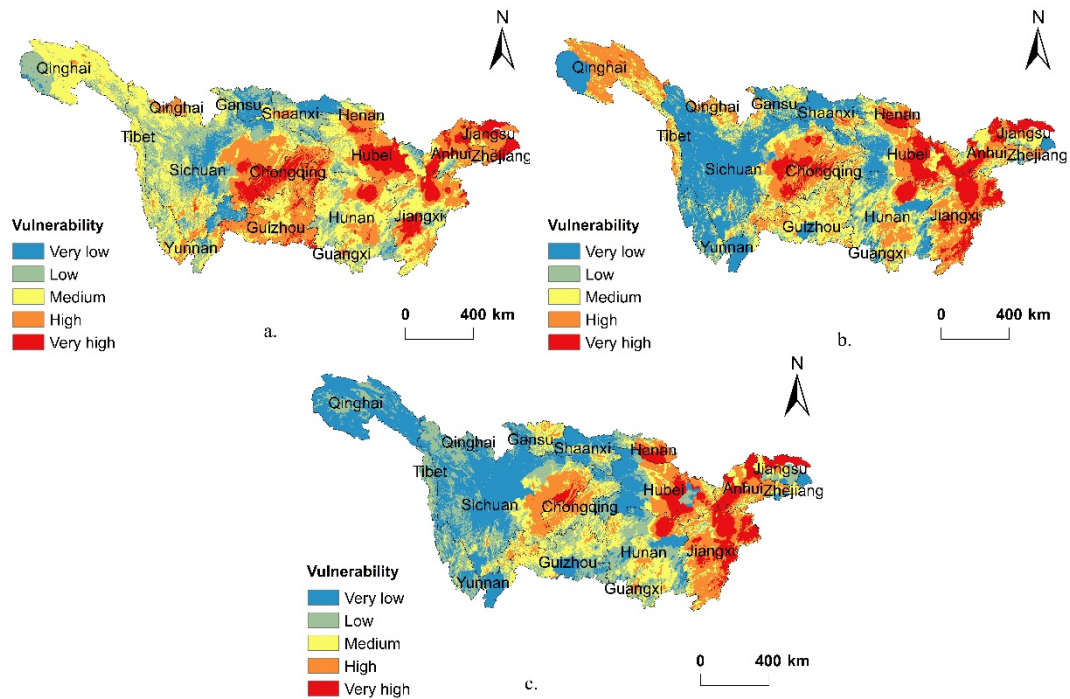 N
Qinghai
Qinghai
Gansu
Shaanxi
Henan
Tibet
Jiangsu
Hubei
Anhui
Zhejiang
Sichuan
Chongqing
Hunan
Jiangxi
Yunnan
Guizhou
Guangxi
Vulnerability
Very low
Low
Medium
High
Very high
0 400 km
a.
N
Qinghai
Qinghai
Gansu
Shaanxi
Henan
Tibet
Jiangsu
Hubei
Anhui
Zhejiang
Sichuan
Chongqing
Hunan
Jiangxi
Yunnan
Guizhou
Guangxi
Vulnerability
Very low
Low
Medium
High
Very high
0 400 km
b.
N
Qinghai
Qinghai
Gansu
Shaanxi
Henan
Tibet
Jiangsu
Hubei
Anhui
Zhejiang
Sichuan
Chongqing
Hunan
Jiangxi
Yunnan
Guizhou
Guangxi
Vulnerability
Very low
Low
Medium
High
Very high
0 400 km
c.